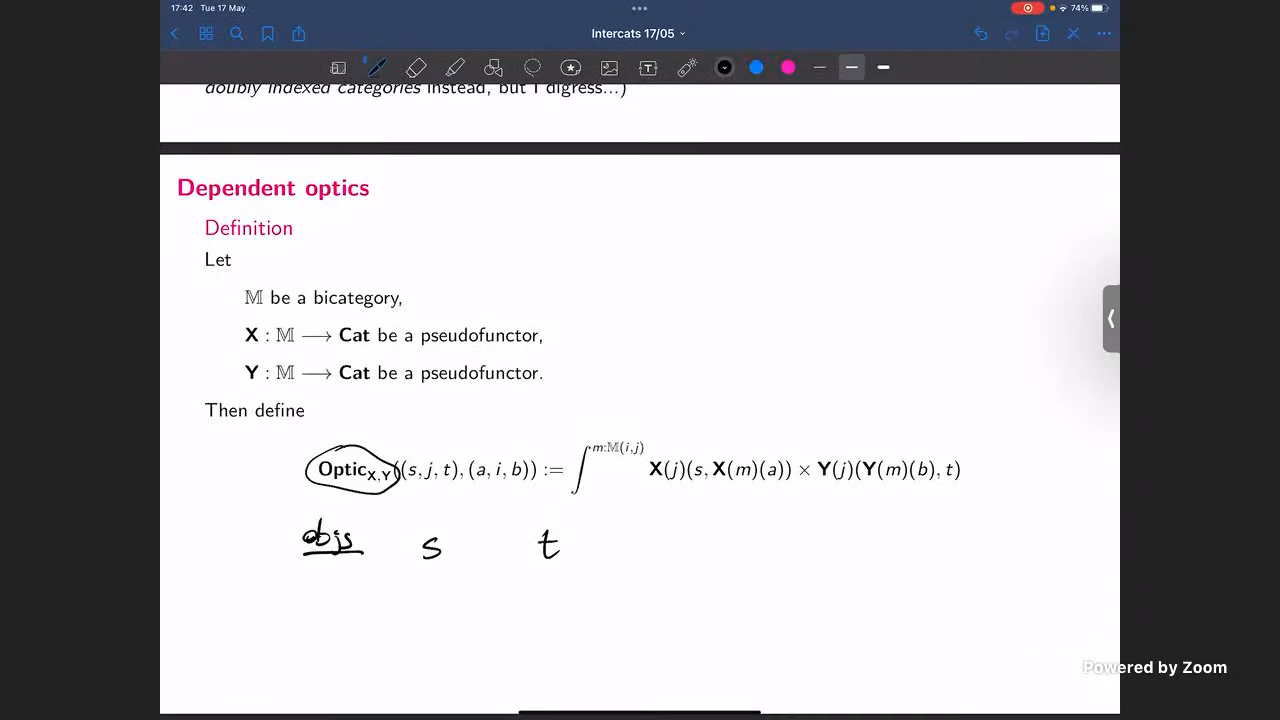 17:42 Tue 17 May
74%
Intercats 17/05
doubly indexed categories instead, but I digress...)
Dependent optics
Definition
Let
𝕄 be a bicategory,
X : 𝕄 ⟶ Cat be a pseudofunctor,
Y : 𝕄 ⟶ Cat be a pseudofunctor.
Then define
Optic_{X,Y}((s, j, t), (a, i, b)) := ∫^{m:𝕄(i,j)} X(j)(s, X(m)(a)) × Y(j)(Y(m)(b), t)
objs s t
Powered by Zoom